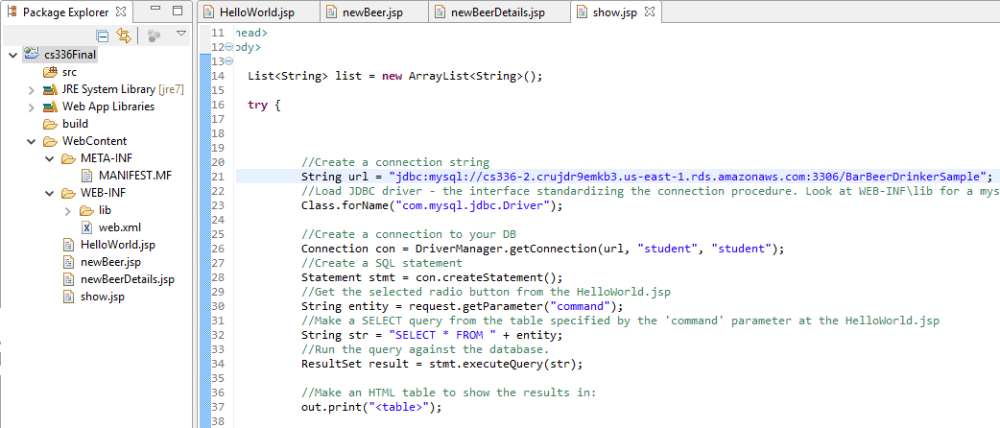 Package Explorer
cs336Final
src
JRE System Library [jre7]
Web App Libraries
build
WebContent
META-INF
MANIFEST.MF
WEB-INF
lib
web.xml
HelloWorld.jsp
newBeer.jsp
newBeerDetails.jsp
show.jsp
HelloWorld.jsp newBeer.jsp newBeerDetails.jsp show.jsp
11 head>
12 ody>
13
14 List<String> list = new ArrayList<String>();
15
16 try {
17
18
19
20 //Create a connection string
21 String url = "jdbc:mysql://cs336-2.crujdr9emkb3.us-east-1.rds.amazonaws.com:3306/BarBeerDrinkerSample";
22 //Load JDBC driver - the interface standardizing the connection procedure. Look at WEB-INF\lib for a mys
23 Class.forName("com.mysql.jdbc.Driver");
24
25 //Create a connection to your DB
26 Connection con = DriverManager.getConnection(url, "student", "student");
27 //Create a SQL statement
28 Statement stmt = con.createStatement();
29 //Get the selected radio button from the HelloWorld.jsp
30 String entity = request.getParameter("command");
31 //Make a SELECT query from the table specified by the 'command' parameter at the HelloWorld.jsp
32 String str = "SELECT * FROM " + entity;
33 //Run the query against the database.
34 ResultSet result = stmt.executeQuery(str);
35
36 //Make an HTML table to show the results in:
37 out.print("<table>");
38